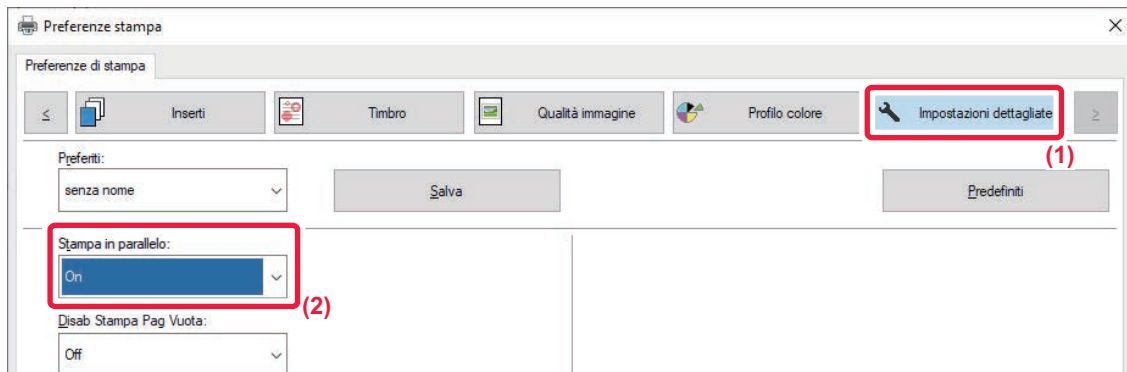 Preferenze stampa
Preferenze di stampa
≤ Inserti Timbro Qualità immagine Profilo colore Impostazioni dettagliate ≥
(1)
Preferiti:
senza nome Salva Predefiniti
Stampa in parallelo:
On
(2)
Disab Stampa Pag Vuota:
Off